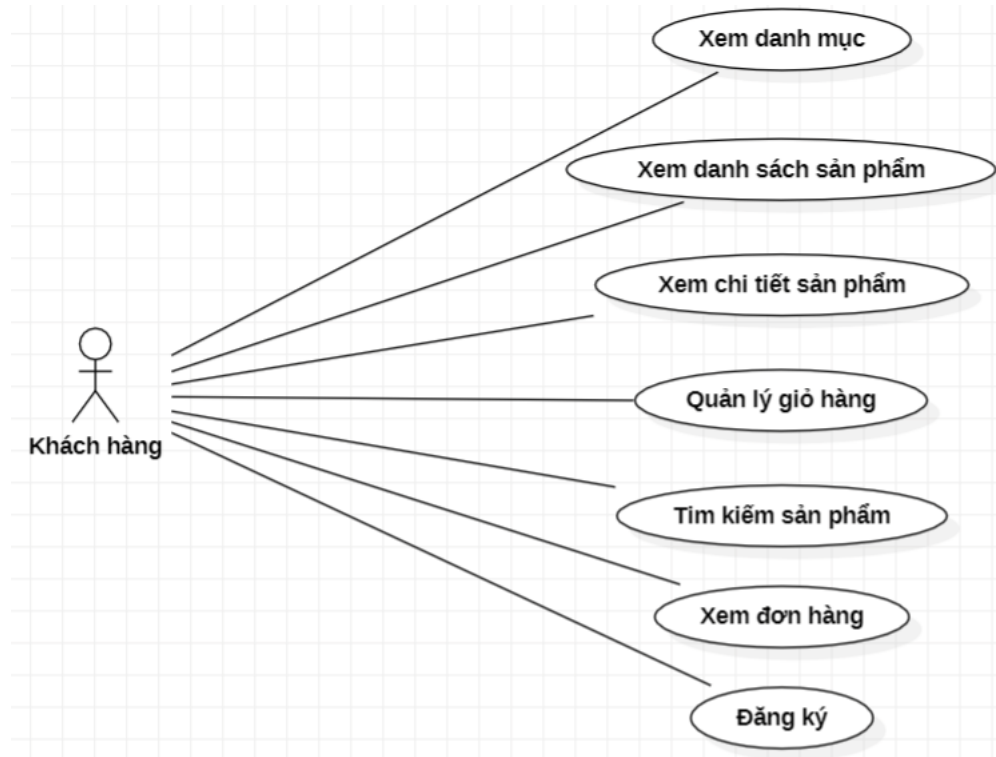 Xem danh mục
Xem danh sách sản phẩm
Xem chi tiết sản phẩm
Khách hàng
Quản lý giỏ hàng
Tim kiếm sản phẩm
Xem đơn hàng
Đăng ký